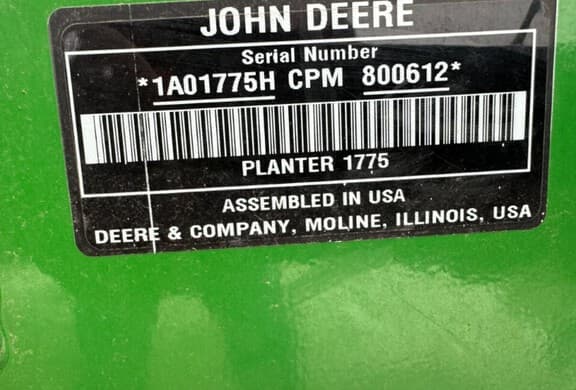 JOHN DEERE
Serial Number
*1A01775H CPM 800612*
PLANTER 1775
ASSEMBLED IN USA
DEERE & COMPANY, MOLINE, ILLINOIS, USA